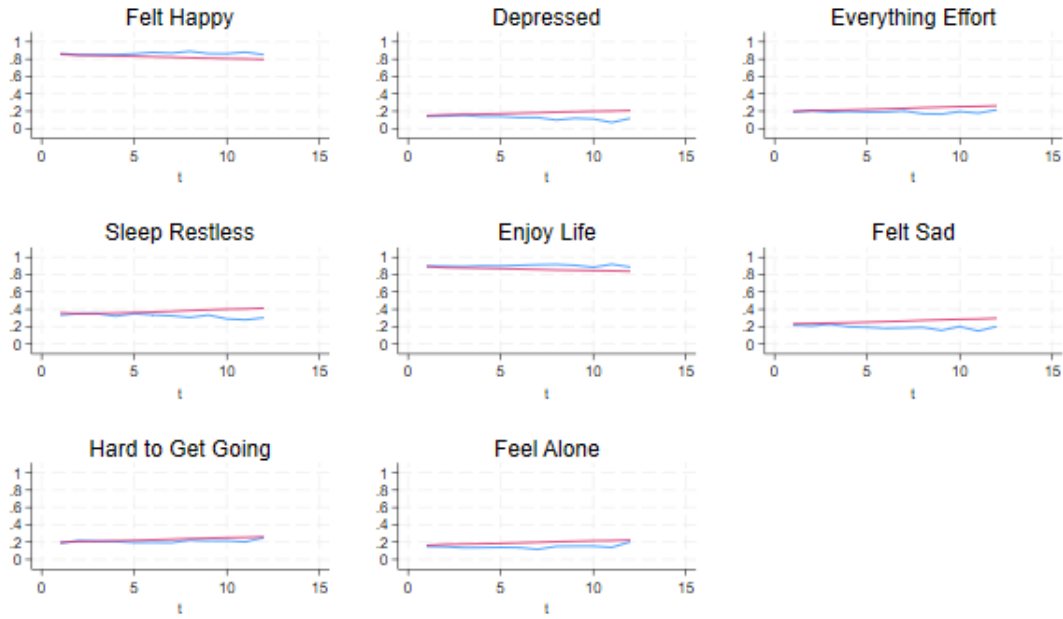 Felt Happy
1
.8
.6
.4
.2
0
0 5 10 15
t
Depressed
1
.8
.6
.4
.2
0
0 5 10 15
t
Everything Effort
1
.8
.6
.4
.2
0
0 5 10 15
t
Sleep Restless
1
.8
.6
.4
.2
0
0 5 10 15
t
Enjoy Life
1
.8
.6
.4
.2
0
0 5 10 15
t
Felt Sad
1
.8
.6
.4
.2
0
0 5 10 15
t
Hard to Get Going
1
.8
.6
.4
.2
0
0 5 10 15
t
Feel Alone
1
.8
.6
.4
.2
0
0 5 10 15
t